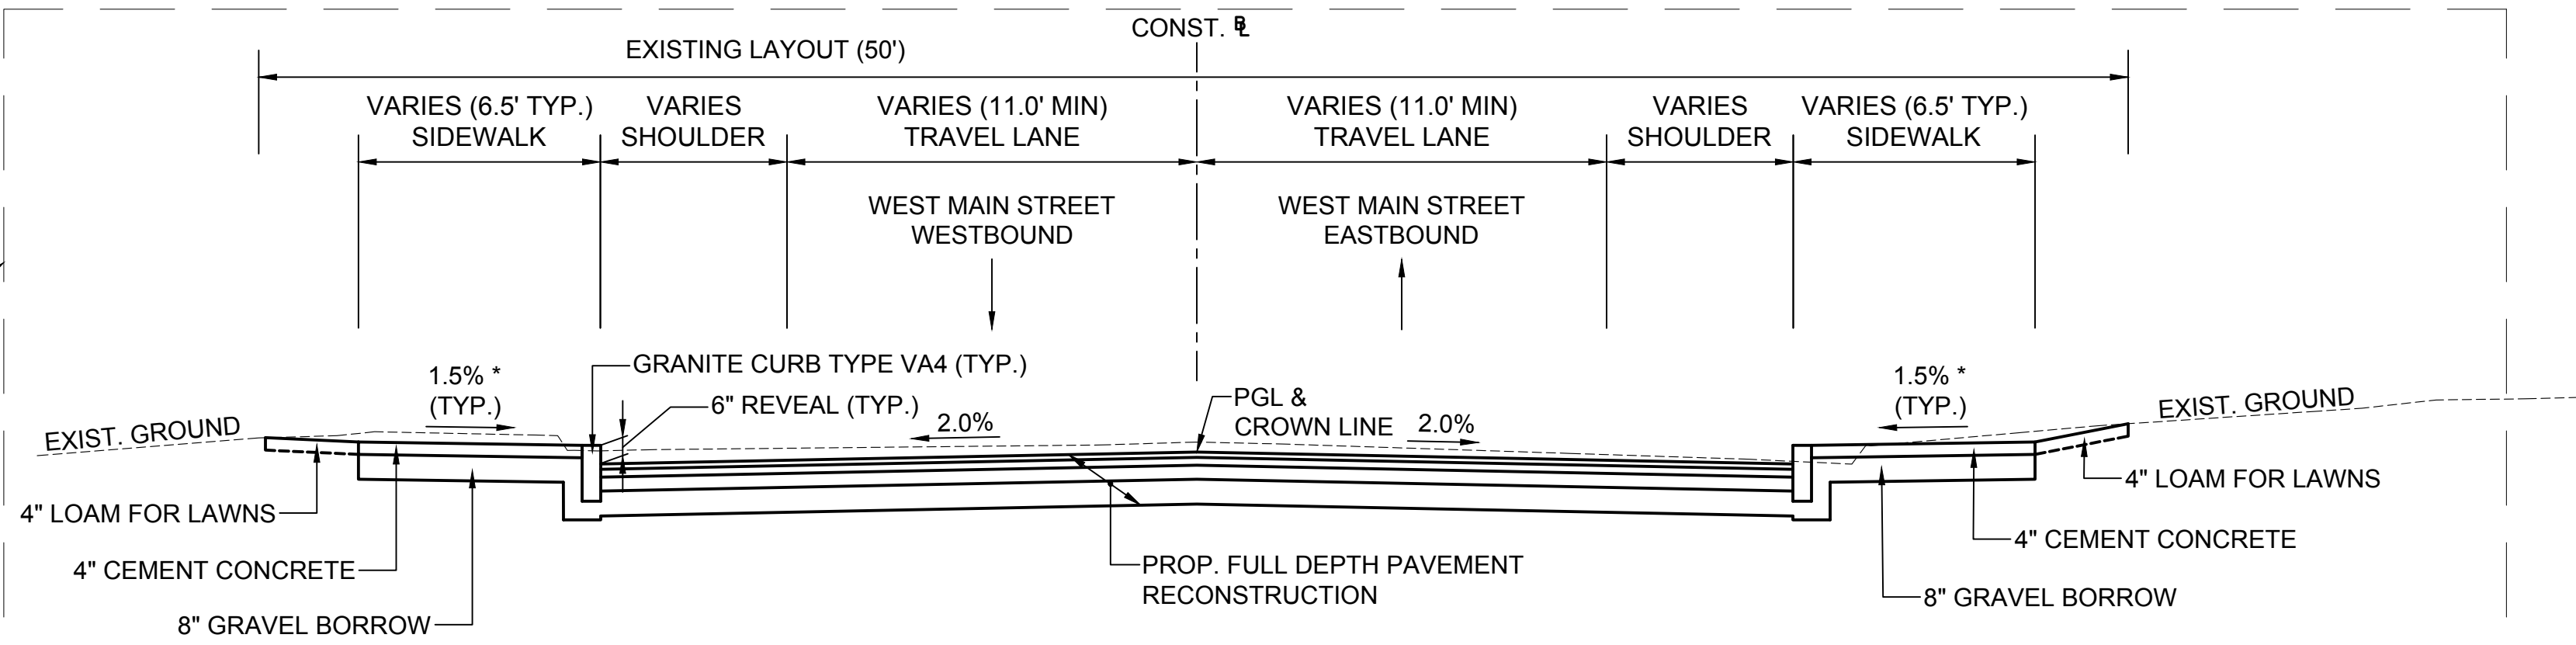 CONST. B̶L
EXISTING LAYOUT (50')
VARIES (6.5' TYP.)
SIDEWALK
VARIES
SHOULDER
VARIES (11.0' MIN)
TRAVEL LANE
VARIES (11.0' MIN)
TRAVEL LANE
VARIES
SHOULDER
VARIES (6.5' TYP.)
SIDEWALK
WEST MAIN STREET
WESTBOUND
WEST MAIN STREET
EASTBOUND
GRANITE CURB TYPE VA4 (TYP.)
1.5% *
(TYP.)
6" REVEAL (TYP.)
2.0%
PGL &
CROWN LINE
2.0%
1.5% *
(TYP.)
EXIST. GROUND
EXIST. GROUND
4" LOAM FOR LAWNS
4" CEMENT CONCRETE
8" GRAVEL BORROW
PROP. FULL DEPTH PAVEMENT
RECONSTRUCTION
4" LOAM FOR LAWNS
4" CEMENT CONCRETE
8" GRAVEL BORROW